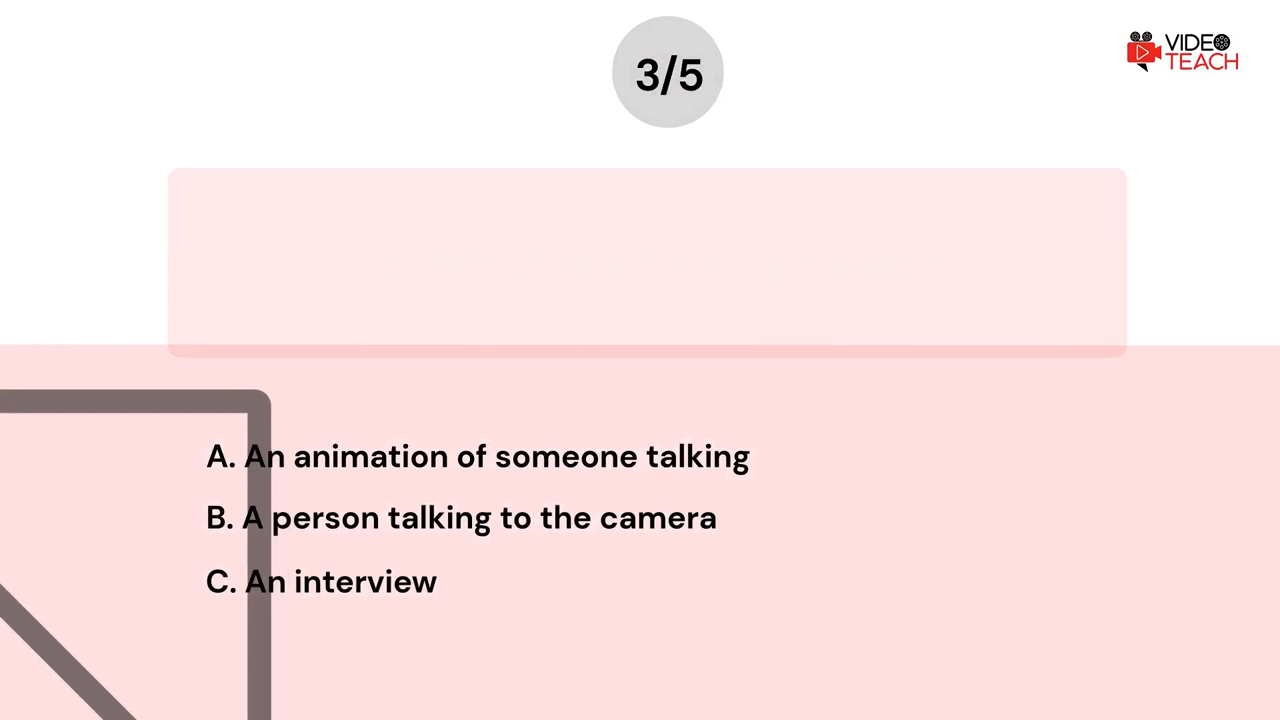 3/5
VIDEO
TEACH
A. An animation of someone talking
B. A person talking to the camera
C. An interview